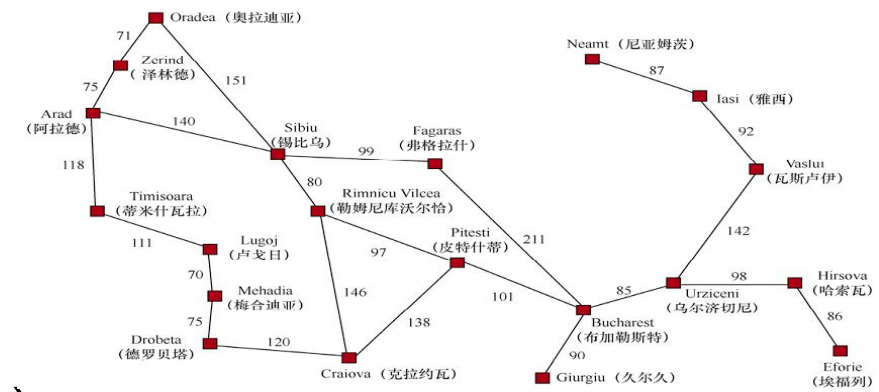 Oradea（奥拉迪亚）
71
Zerind
（泽林德）
151
75
Arad
（阿拉德）
140
118
Sibiu
（锡比乌）
99
Fagaras
（弗格拉什）
80
Timisoara
（蒂米什瓦拉）
Rimnicu Vilcea
（勒姆尼库沃尔恰）
111
Lugoj
（卢戈日）
97
Pitesti
（皮特什蒂）
211
70
Mehadia
（梅合迪亚）
146
101
75
138
Drobeta
（德罗贝塔）
120
Craiova（克拉约瓦）
Neamt（尼亚姆茨）
87
Iasi（雅西）
92
Vaslui
（瓦斯卢伊）
142
85
98
Urziceni
（乌尔济切尼）
Hirsova
（哈索瓦）
86
Bucharest
（布加勒斯特）
90
Giurgiu（久尔久）
Eforie
（埃福列）